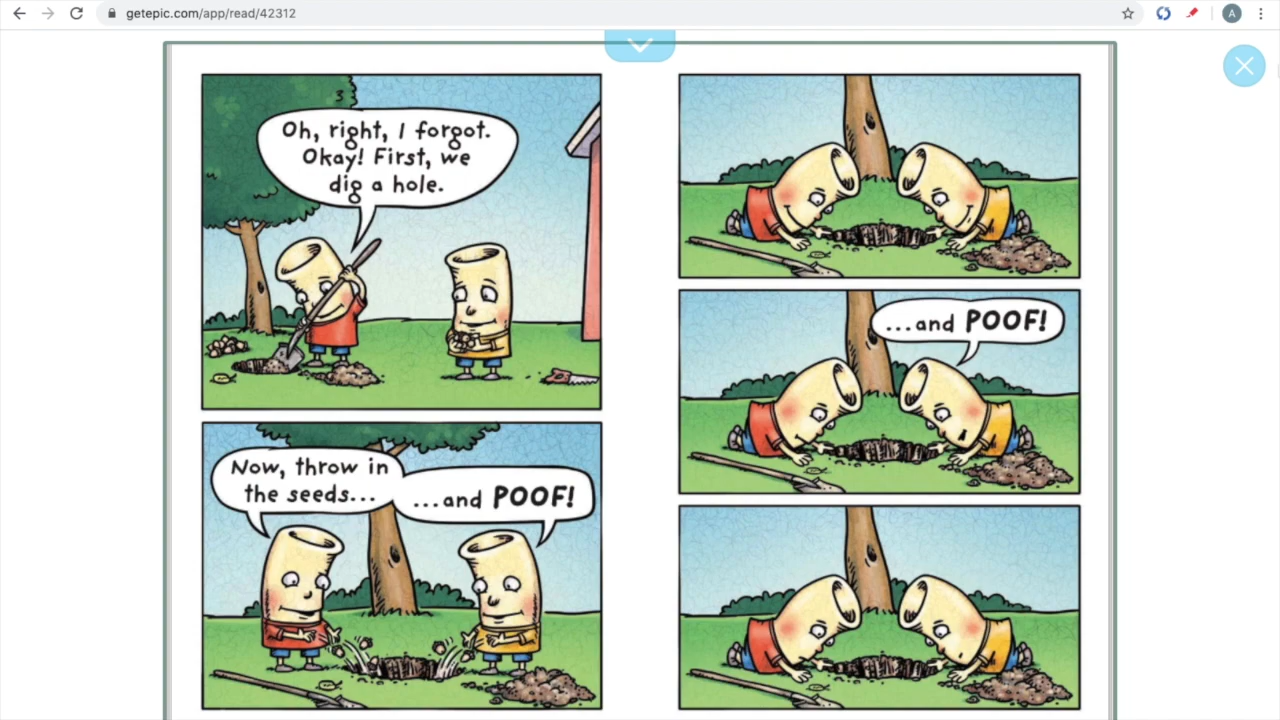 getepic.com/app/read/42312
A
3
Oh, right, I forgot.
Okay! First, we
dig a hole.
Now, throw in
the seeds...
...and POOF!
...and POOF!